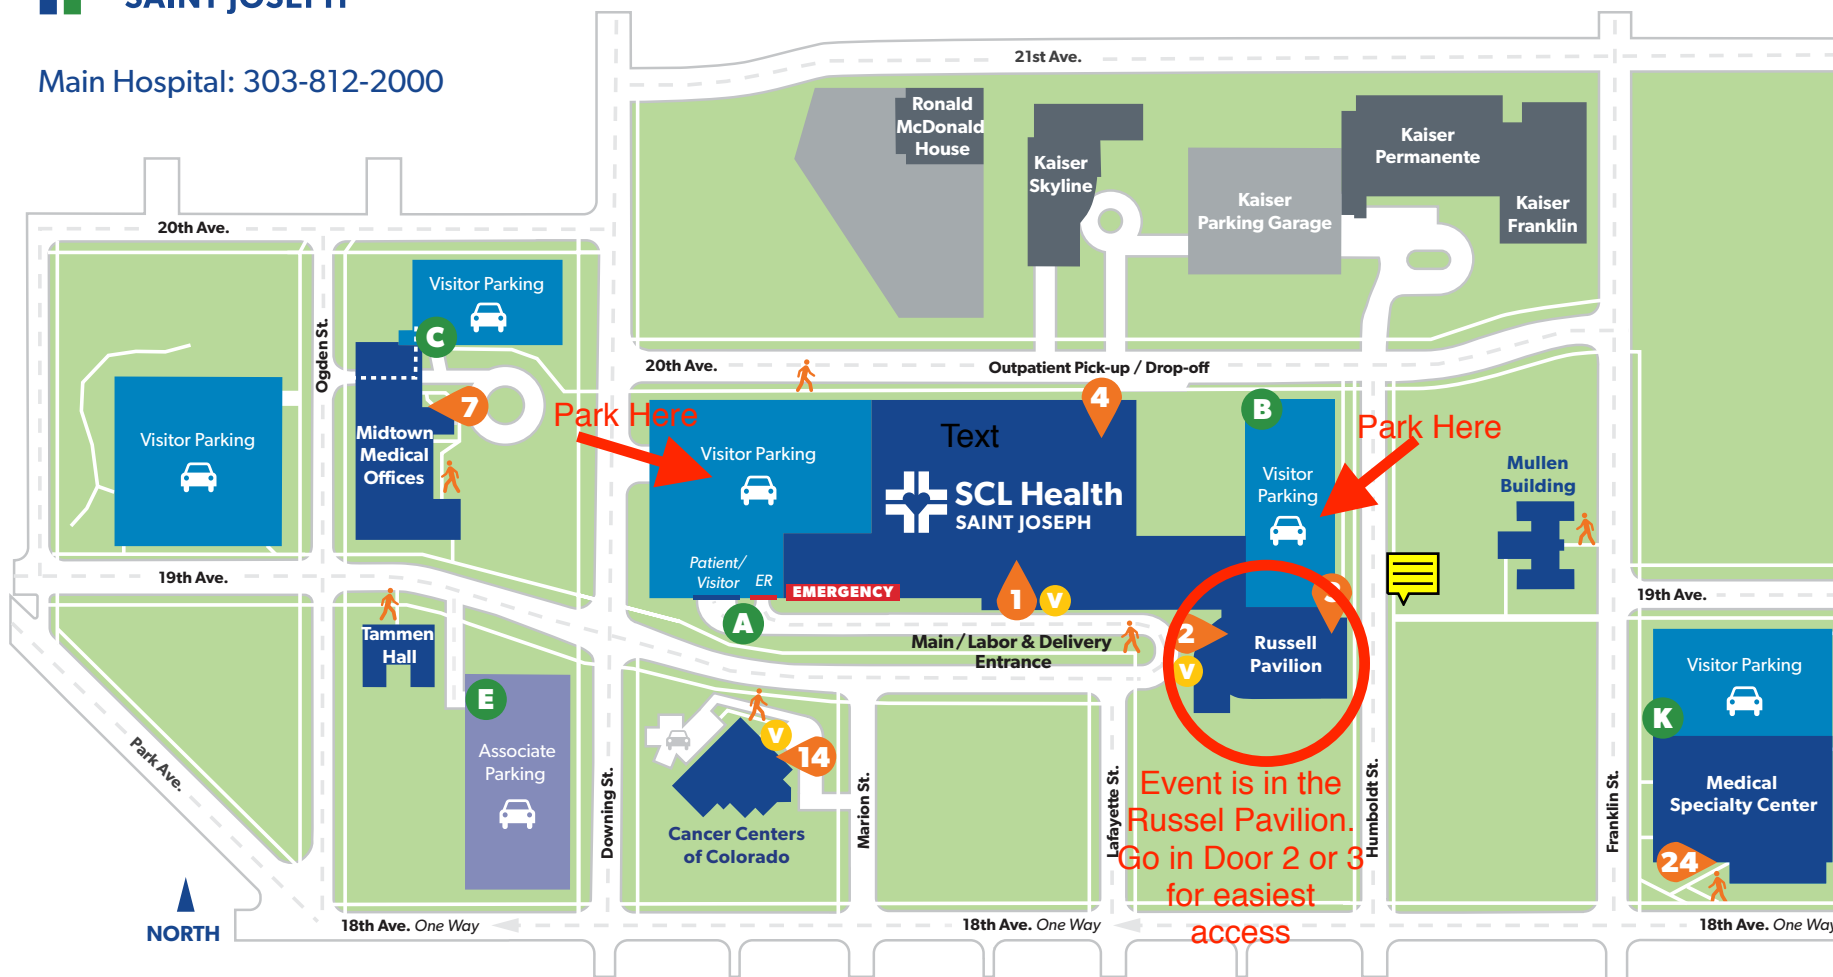 SAINT JOSEPH
Main Hospital: 303-812-2000
21st Ave.
Ronald
McDonald
House
Kaiser
Skyline
Kaiser
Parking Garage
Kaiser
Permanente
Kaiser
Franklin
20th Ave.
Visitor Parking
C
Ogden St.
7
Midtown
Medical
Offices
Visitor Parking
20th Ave.
Outpatient Pick-up / Drop-off
4
B
Park Here
Visitor Parking
Text
SCL Health
SAINT JOSEPH
Park Here
Visitor
Parking
Mullen
Building
Patient/
Visitor
ER
EMERGENCY
A
1
V
3
2
V
Russell
Pavilion
Main / Labor & Delivery
Entrance
19th Ave.
19th Ave.
Tammen
Hall
E
Associate
Parking
Park Ave.
Downing St.
V
14
Cancer Centers
of Colorado
Marion St.
Lafayette St.
Event is in the
Russel Pavilion.
Go in Door 2 or 3
for easiest
access
Humboldt St.
Franklin St.
Visitor Parking
K
Medical
Specialty Center
24
NORTH
18th Ave. One Way
18th Ave. One Way
18th Ave. One Way